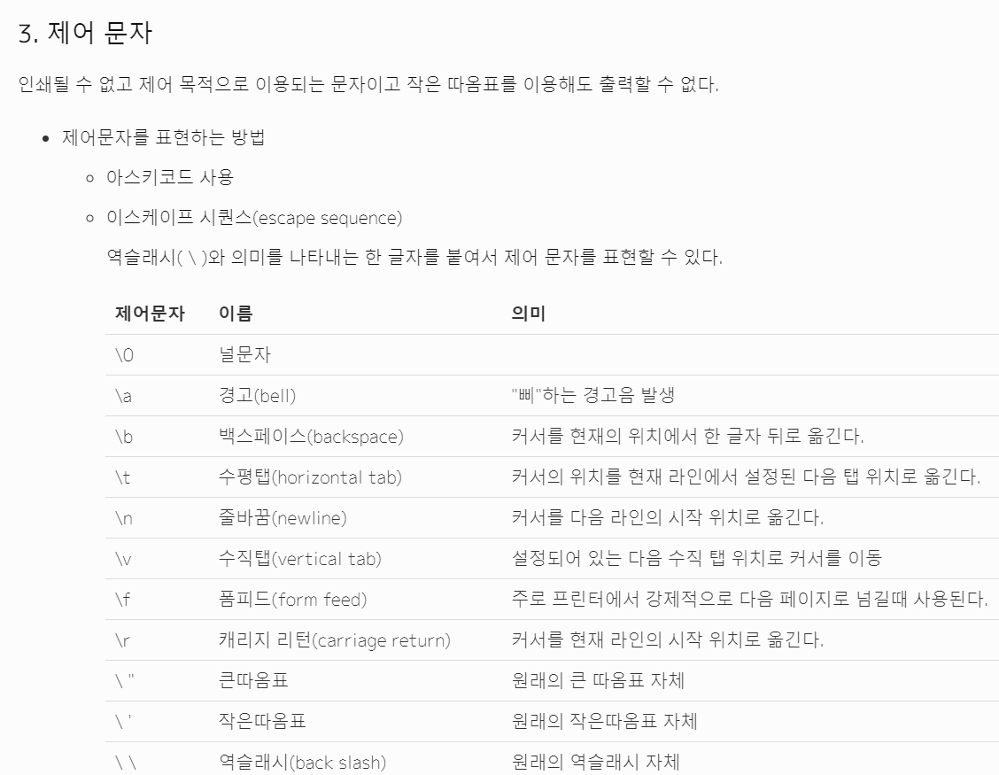 3. 제어 문자
인쇄될 수 없고 제어 목적으로 이용되는 문자이고 작은 따옴표를 이용해도 출력할 수 없다.
제어문자를 표현하는 방법
아스키코드 사용
이스케이프 시퀀스(escape sequence)
역슬래시( \ )와 의미를 나타내는 한 글자를 붙여서 제어 문자를 표현할 수 있다.
제어문자 이름 의미
\0 널문자
\a 경고(bell) "삐"하는 경고음 발생
\b 백스페이스(backspace) 커서를 현재의 위치에서 한 글자 뒤로 옮긴다.
\t 수평탭(horizontal tab) 커서의 위치를 현재 라인에서 설정된 다음 탭 위치로 옮긴다.
\n 줄바꿈(newline) 커서를 다음 라인의 시작 위치로 옮긴다.
\v 수직탭(vertical tab) 설정되어 있는 다음 수직 탭 위치로 커서를 이동
\f 폼피드(form feed) 주로 프린터에서 강제적으로 다음 페이지로 넘길때 사용된다.
\r 캐리지 리턴(carriage return) 커서를 현재 라인의 시작 위치로 옮긴다.
\ " 큰따옴표 원래의 큰 따옴표 자체
\ ' 작은따옴표 원래의 작은따옴표 자체
\ \ 역슬래시(back slash) 원래의 역슬래시 자체